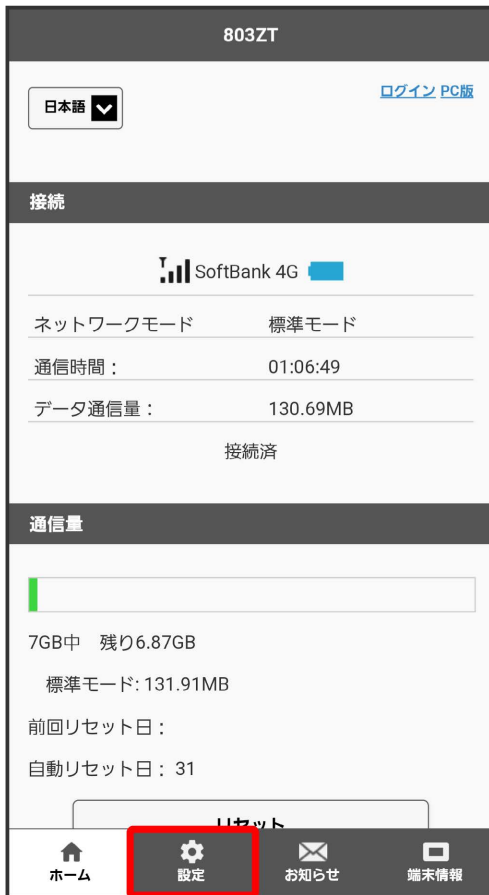 803ZT
日本語
ログイン PC版
接続
SoftBank 4G
ネットワークモード 標準モード
通信時間： 01:06:49
データ通信量： 130.69MB
接続済
通信量
7GB中 残り6.87GB
標準モード: 131.91MB
前回リセット日：
自動リセット日： 31
リセット
ホーム 設定 お知らせ 端末情報